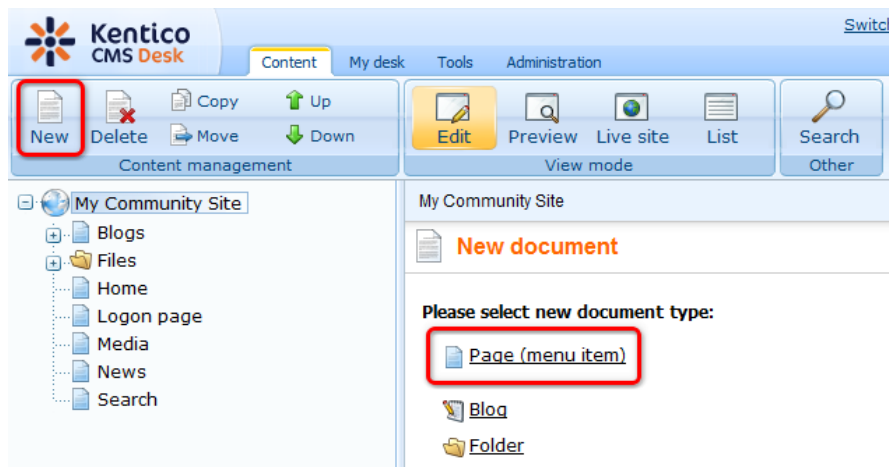 Kentico
CMS Desk
Content My desk Tools Administration
New Delete Copy Move Up Down
Content management
Edit Preview Live site List
View mode
Search
Other
My Community Site
Blogs
Files
Home
Logon page
Media
News
Search
My Community Site
New document
Please select new document type:
Page (menu item)
Blog
Folder